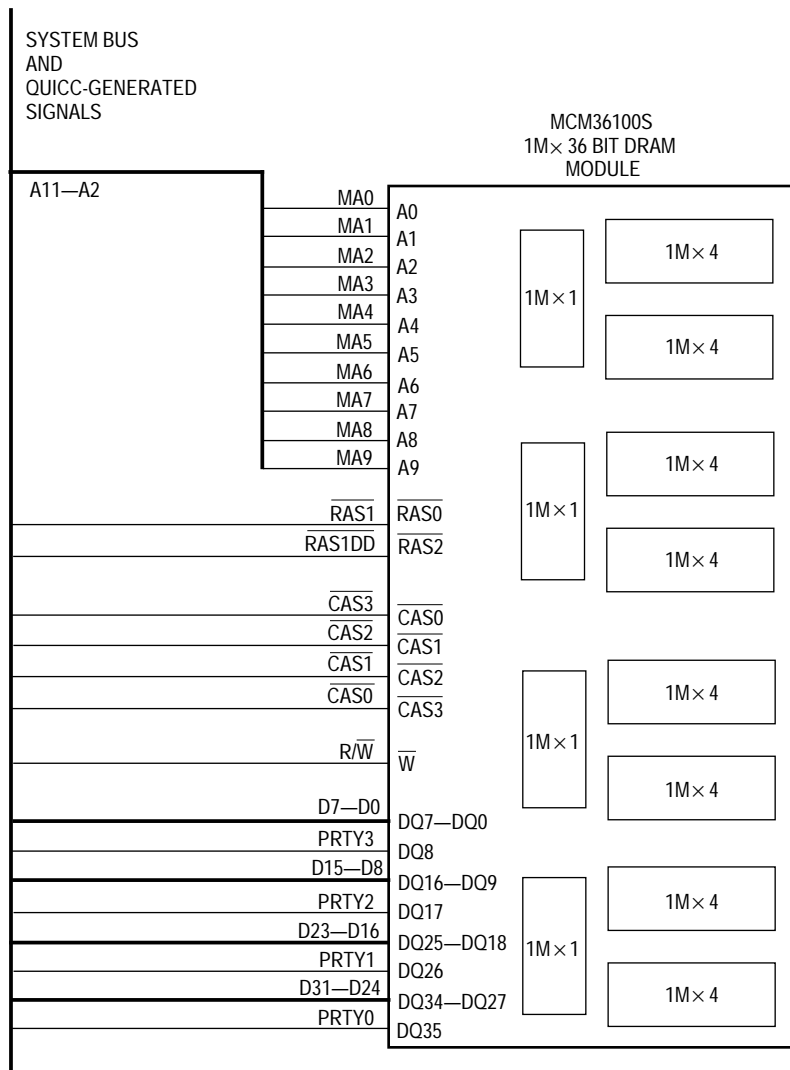 SYSTEM BUS
AND
QUICC-GENERATED
SIGNALS
MCM36100S
1M× 36 BIT DRAM
MODULE
A11—A2
MA0
A0
MA1
A1
MA2
A2
MA3
A3
MA4
A4
MA5
A5
MA6
A6
MA7
A7
MA8
A8
MA9
A9
RAS1
RAS0
RAS1DD
RAS2
CAS3
CAS0
CAS2
CAS1
CAS1
CAS2
CAS0
CAS3
R/W
W
D7—D0
DQ7—DQ0
PRTY3
DQ8
D15—D8
DQ16—DQ9
PRTY2
DQ17
D23—D16
DQ25—DQ18
PRTY1
DQ26
D31—D24
DQ34—DQ27
PRTY0
DQ35
1M× 1
1M× 4
1M× 4
1M× 1
1M× 4
1M× 4
1M× 1
1M× 4
1M× 4
1M× 1
1M× 4
1M× 4